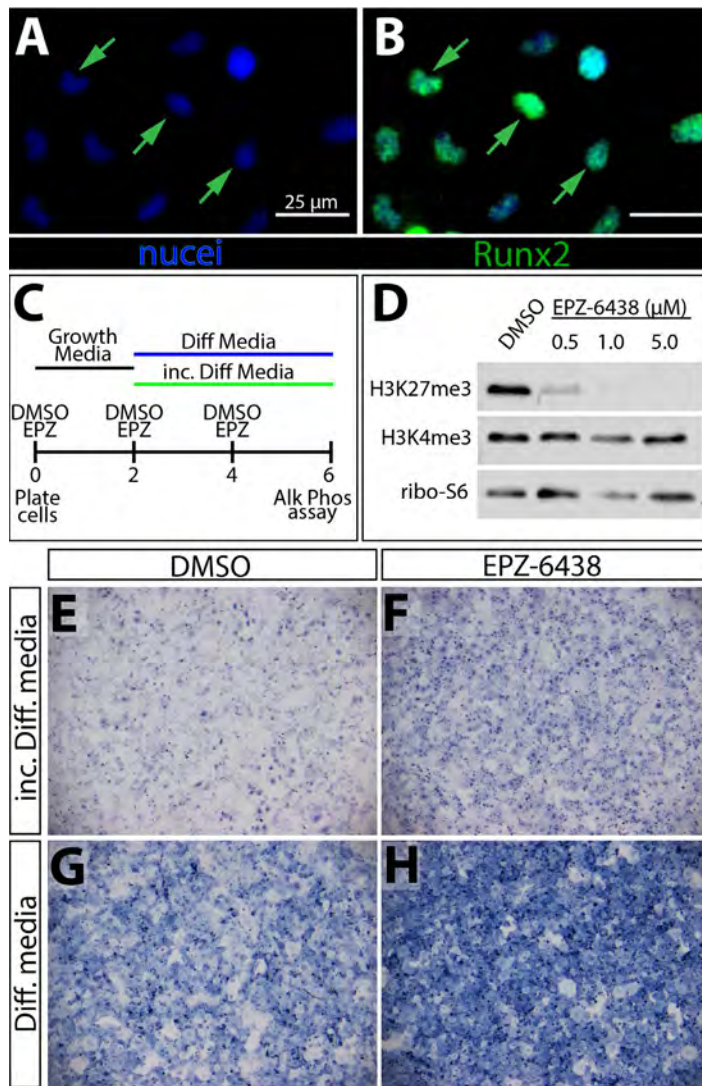 A
B
25 µm
nucei
Runx2
C
Growth
Media
Diff Media
inc. Diff Media
DMSO
EPZ
DMSO
EPZ
DMSO
EPZ
0
2
4
6
Plate
cells
Alk Phos
assay
D
DMSO
EPZ-6438 (µM)
0.5 1.0 5.0
H3K27me3
H3K4me3
ribo-S6
DMSO
EPZ-6438
inc. Diff. media
E
F
Diff. media
G
H